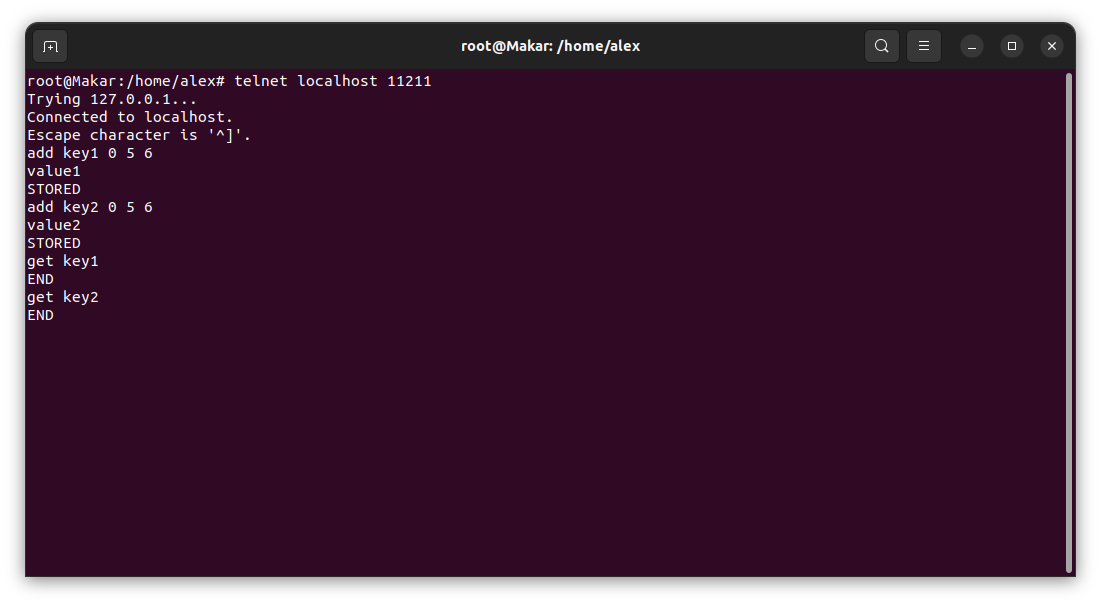 root@Makar: /home/alex
root@Makar:/home/alex# telnet localhost 11211
Trying 127.0.0.1...
Connected to localhost.
Escape character is '^]'.
add key1 0 5 6
value1
STORED
add key2 0 5 6
value2
STORED
get key1
END
get key2
END